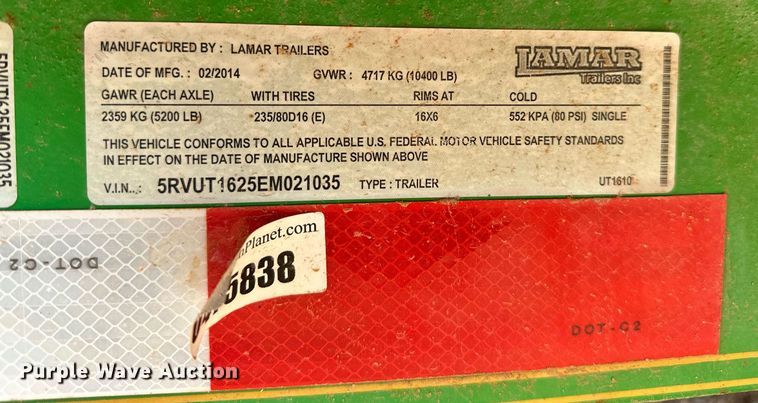 5RVUT1625EM021035
MANUFACTURED BY : LAMAR TRAILERS
LAMAR
Trailers Inc
DATE OF MFG. : 02/2014 GVWR : 4717 KG (10400 LB)
GAWR (EACH AXLE) WITH TIRES RIMS AT COLD
2359 KG (5200 LB) 235/80D16 (E) 16X6 552 KPA (80 PSI) SINGLE
THIS VEHICLE CONFORMS TO ALL APPLICABLE U.S. FEDERAL MOTOR VEHICLE SAFETY STANDARDS
IN EFFECT ON THE DATE OF MANUFACTURE SHOWN ABOVE
V.I.N.: 5RVUT1625EM021035 TYPE : TRAILER UT1610
nPlanet.com
5838
DOT-C2
DOT-C2
Purple Wave Auction